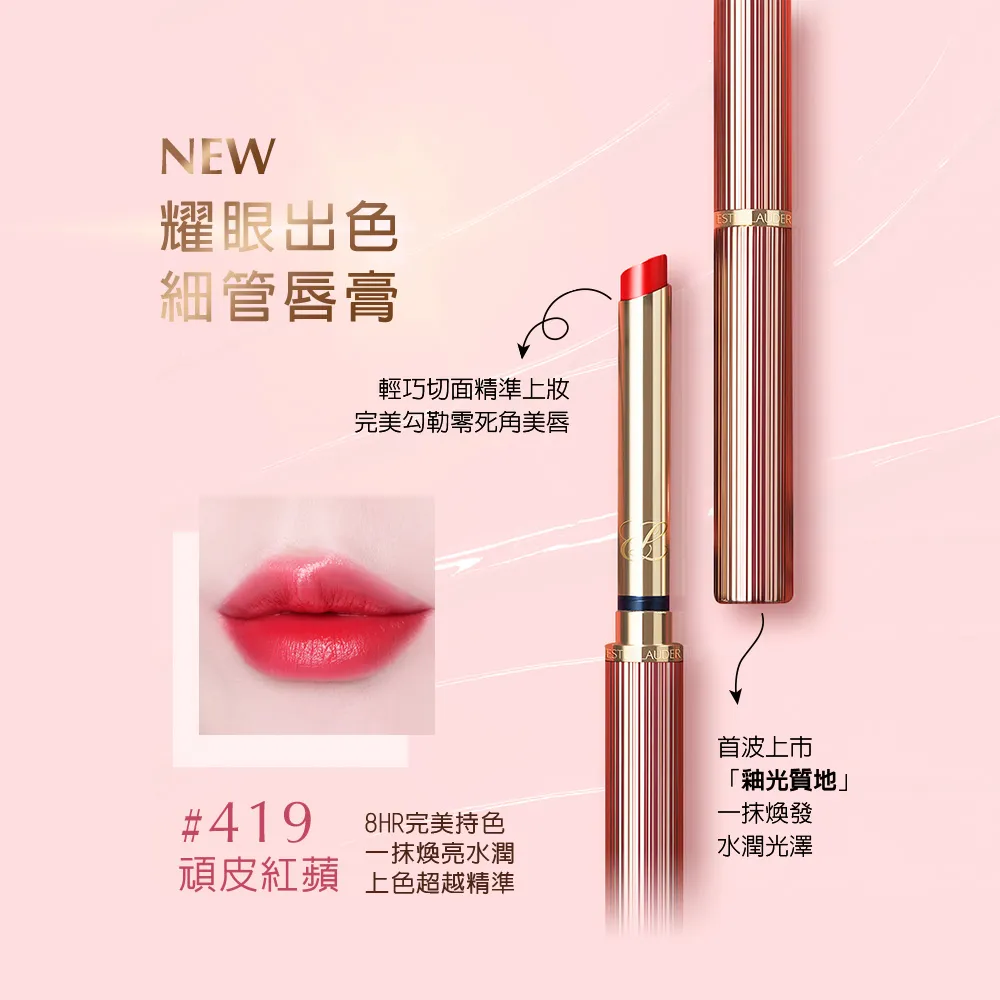 NEW
耀眼出色
細管唇膏
ESTĒE LAUDER
輕巧切面精準上妝
完美勾勒零死角美唇
EL
ESTĒE LAUDER
首波上市
「釉光質地」
一抹煥發
水潤光澤
#419
頑皮紅蘋
8HR完美持色
一抹煥亮水潤
上色超越精準